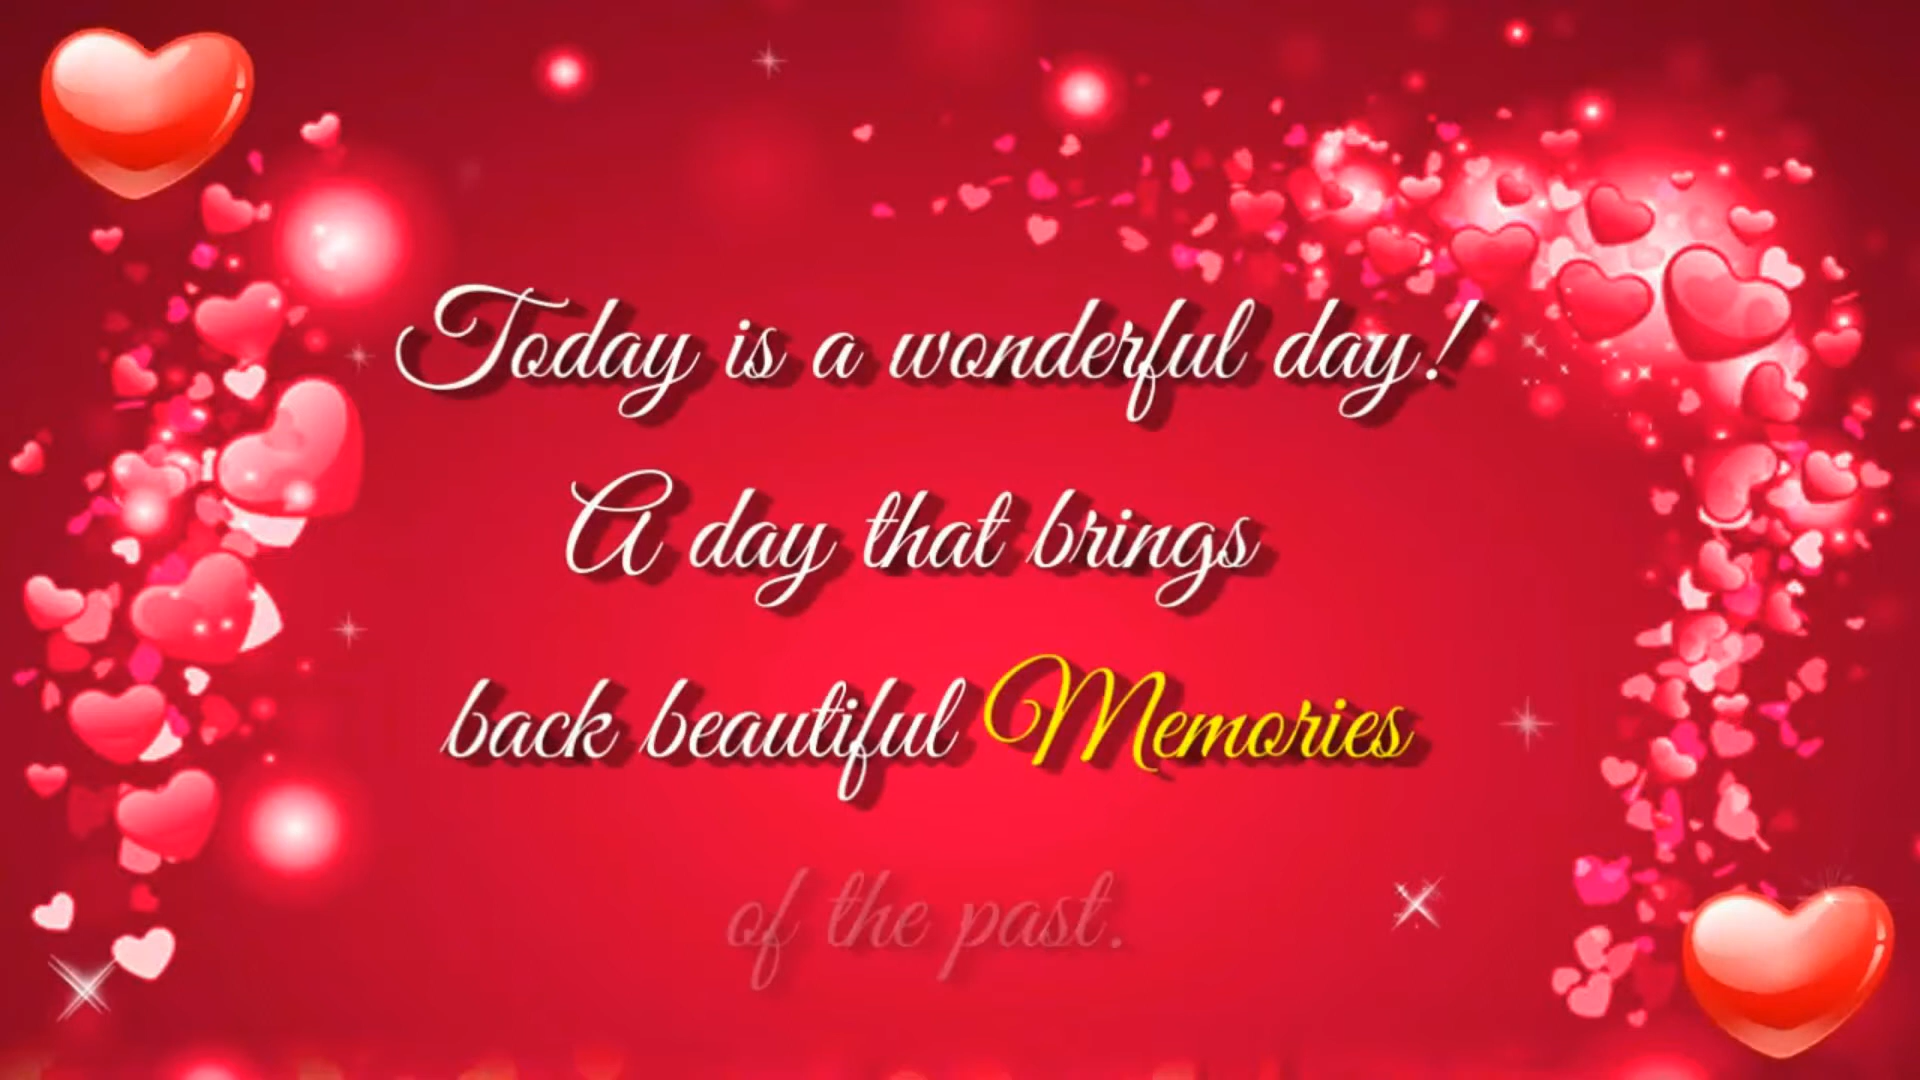 Today is a wonderful day!
A day that brings
back beautiful Memories
of the past.